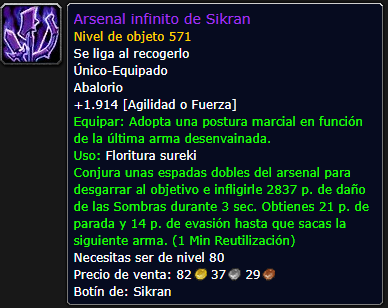 Arsenal infinito de Sikran
Nivel de objeto 571
Se liga al recogerlo
Único-Equipado
Abalorio
+1.914 [Agilidad o Fuerza]
Equipar: Adopta una postura marcial en función
de la última arma desenvainada.
Uso: Floritura sureki
Conjura unas espadas dobles del arsenal para
desgarrar al objetivo e infligirle 2837 p. de daño
de las Sombras durante 3 sec. Obtienes 21 p. de
parada y 14 p. de evasión hasta que sacas la
siguiente arma. (1 Min Reutilización)
Necesitas ser de nivel 80
Precio de venta: 82 37 29
Botín de: Sikran